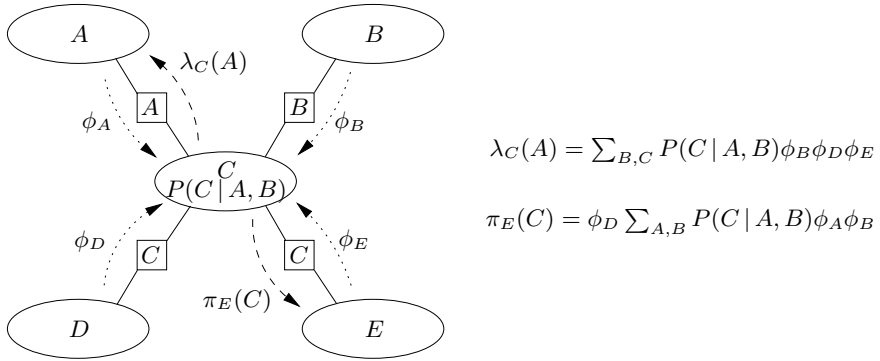 A
B
λ_C(A)
A
B
φ_A
φ_B
λ_C(A) = ∑_{B,C} P(C | A, B)φ_Bφ_Dφ_E
C
P(C | A, B)
π_E(C) = φ_D ∑_{A,B} P(C | A, B)φ_Aφ_B
φ_D
φ_E
C
C
π_E(C)
D
E